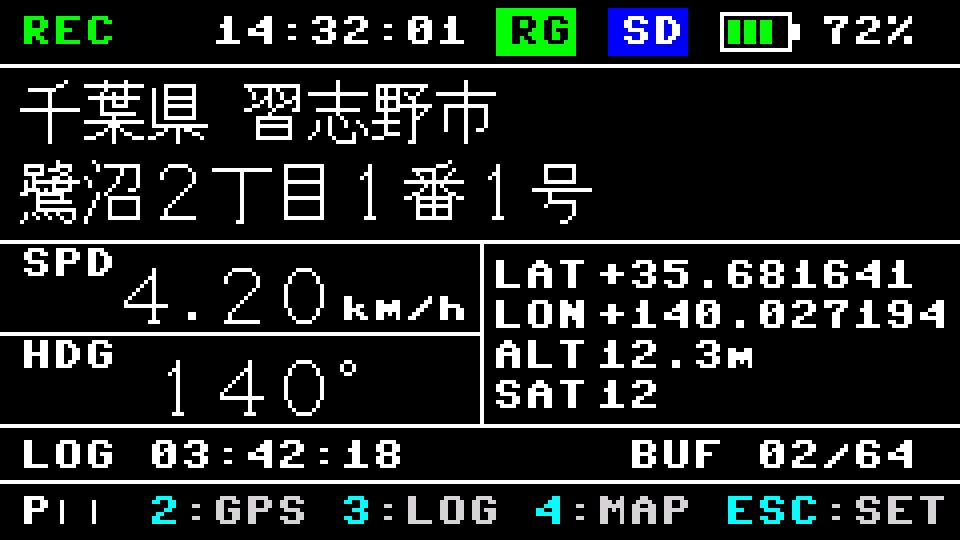 REC 14:32:01 RG SD 72%
千葉県 習志野市
鷺沼2丁目1番1号
SPD 4.20 km/h
HDG 140°
LAT +35.681641
LON +140.027194
ALT 12.3m
SAT 12
LOG 03:42:18 BUF 02/64
P|| 2:GPS 3:LOG 4:MAP ESC:SET